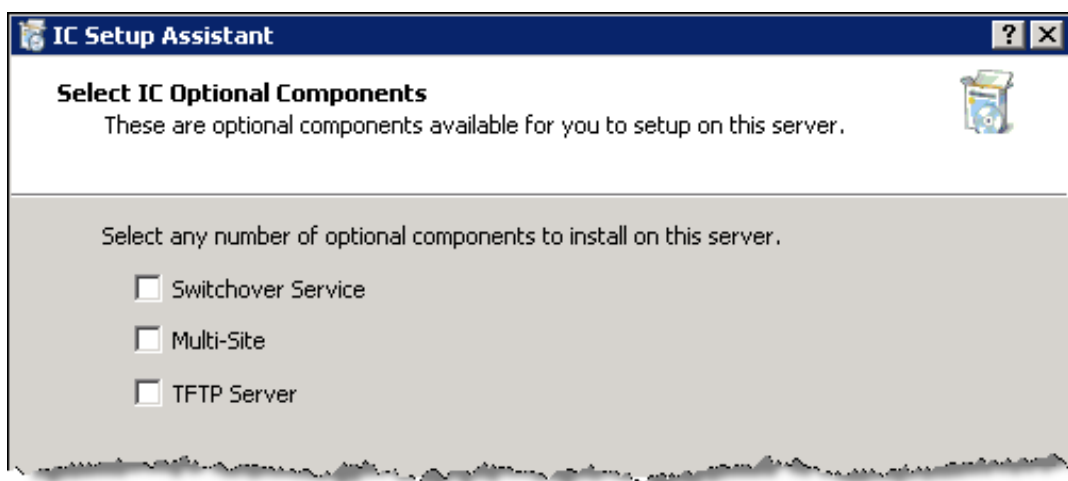 IC Setup Assistant
Select IC Optional Components
These are optional components available for you to setup on this server.
Select any number of optional components to install on this server.
Switchover Service
Multi-Site
TFTP Server